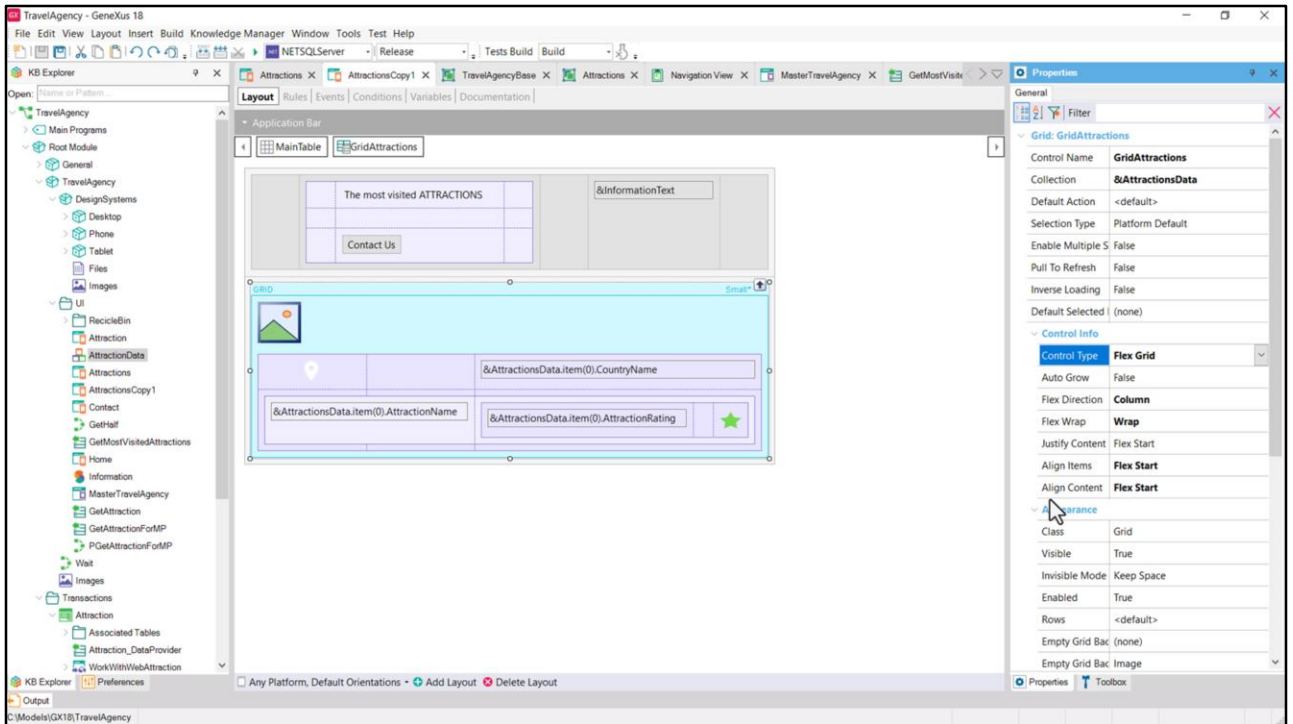 GX TravelAgency - GeneXus 18
File Edit View Layout Insert Build Knowledge Manager Window Tools Test Help
NETSQLServer Release Tests Build Build
KB Explorer
Attractions AttractionsCopy1 TravelAgencyBase Attractions Navigation View MasterTravelAgency GetMostVisite
Properties
Open: Name or Pattern...
Layout Rules Events Conditions Variables Documentation
General
Filter
TravelAgency
Main Programs
Root Module
General
TravelAgency
DesignSystems
Desktop
Phone
Tablet
Files
Images
UI
RecicleBin
Attraction
AttractionData
Attractions
AttractionsCopy1
Contact
GetHalf
GetMostVisitedAttractions
Home
Information
MasterTravelAgency
GetAttraction
GetAttractionForMP
PGetAttractionForMP
Wait
Images
Transactions
Attraction
Associated Tables
Attraction_DataProvider
WorkWithWebAttraction
KB Explorer Preferences
Application Bar
MainTable GridAttractions
The most visited ATTRACTIONS
&InformationText
Contact Us
GRID Small*
&AttractionsData.item(0).CountryName
&AttractionsData.item(0).AttractionName
&AttractionsData.item(0).AttractionRating
Any Platform, Default Orientations Add Layout Delete Layout
Grid: GridAttractions
Control Name GridAttractions
Collection &AttractionsData
Default Action <default>
Selection Type Platform Default
Enable Multiple S False
Pull To Refresh False
Inverse Loading False
Default Selected (none)
Control Info
Control Type Flex Grid
Auto Grow False
Flex Direction Column
Flex Wrap Wrap
Justify Content Flex Start
Align Items Flex Start
Align Content Flex Start
Appearance
Class Grid
Visible True
Invisible Mode Keep Space
Enabled True
Rows <default>
Empty Grid Bac (none)
Empty Grid Bac Image
Properties Toolbox
Output
C:\Models\GX18\TravelAgency